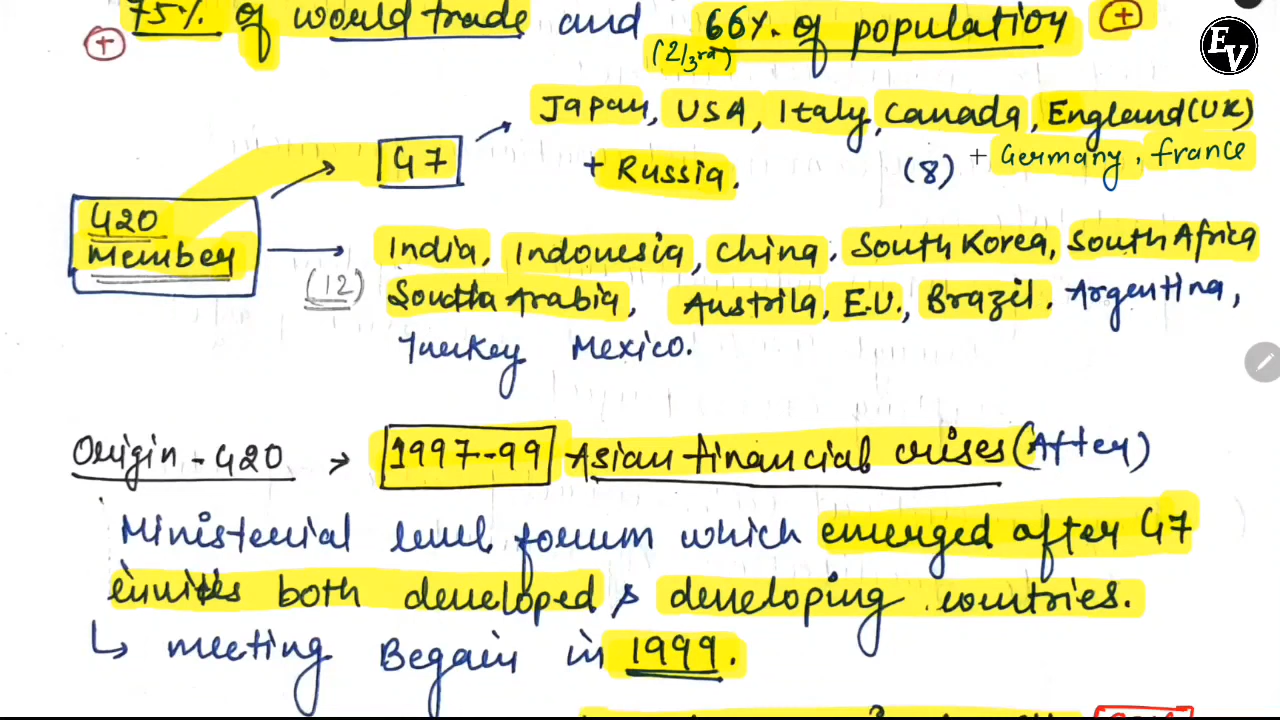 75% of world trade and 66% of population +
+ (2/3rd)
EV
Japan, USA, Italy, Canada, England(UK)
G7
+ Russia. (8) + Germany, france
G20
Member
India, Indonesia, China, South Korea, South Africa
(12)
Soudha Arabia, Austrila, E.U., Brazil. Argentina,
Turkey Mexico.
Origin - G20 → 1997-99 Asian financial crises (After)
Ministerial level forum which emerged after G7
invites both developed & developing countries.
↳ meeting Begain in 1999.